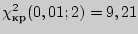 χ²кр(0,01;2) = 9,21